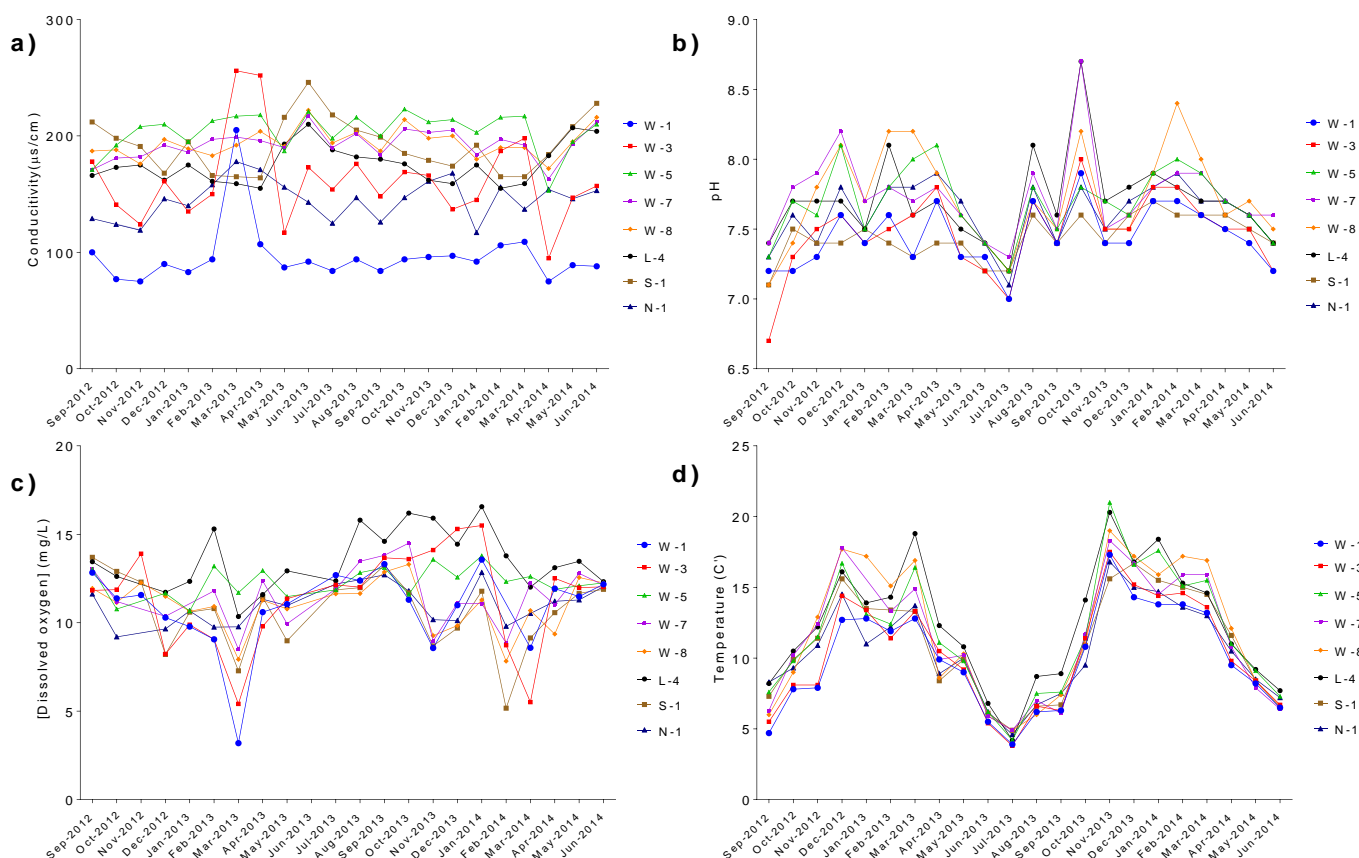 a)
Conductitivity(µs/cm)
300
200
100
0
Sep-2012
Oct-2012
Nov-2012
Dec-2012
Jan-2013
Feb-2013
Mar-2013
Apr-2013
May-2013
Jun-2013
Jul-2013
Aug-2013
Sep-2013
Oct-2013
Nov-2013
Dec-2013
Jan-2014
Feb-2014
Mar-2014
Apr-2014
May-2014
Jun-2014
W-1
W-3
W-5
W-7
W-8
L-4
S-1
N-1
b)
pH
9.0
8.5
8.0
7.5
7.0
6.5
Sep-2012
Oct-2012
Nov-2012
Dec-2012
Jan-2013
Feb-2013
Mar-2013
Apr-2013
May-2013
Jun-2013
Jul-2013
Aug-2013
Sep-2013
Oct-2013
Nov-2013
Dec-2013
Jan-2014
Feb-2014
Mar-2014
Apr-2014
May-2014
Jun-2014
W-1
W-3
W-5
W-7
W-8
L-4
S-1
N-1
c)
[Dissolved oxygen] (mg/L)
20
15
10
5
0
Sep-2012
Oct-2012
Nov-2012
Dec-2012
Jan-2013
Feb-2013
Mar-2013
Apr-2013
May-2013
Jun-2013
Jul-2013
Aug-2013
Sep-2013
Oct-2013
Nov-2013
Dec-2013
Jan-2014
Feb-2014
Mar-2014
Apr-2014
May-2014
Jun-2014
W-1
W-3
W-5
W-7
W-8
L-4
S-1
N-1
d)
Temperature (C°)
25
20
15
10
5
0
Sep-2012
Oct-2012
Nov-2012
Dec-2012
Jan-2013
Feb-2013
Mar-2013
Apr-2013
May-2013
Jun-2013
Jul-2013
Aug-2013
Sep-2013
Oct-2013
Nov-2013
Dec-2013
Jan-2014
Feb-2014
Mar-2014
Apr-2014
May-2014
Jun-2014
W-1
W-3
W-5
W-7
W-8
L-4
S-1
N-1